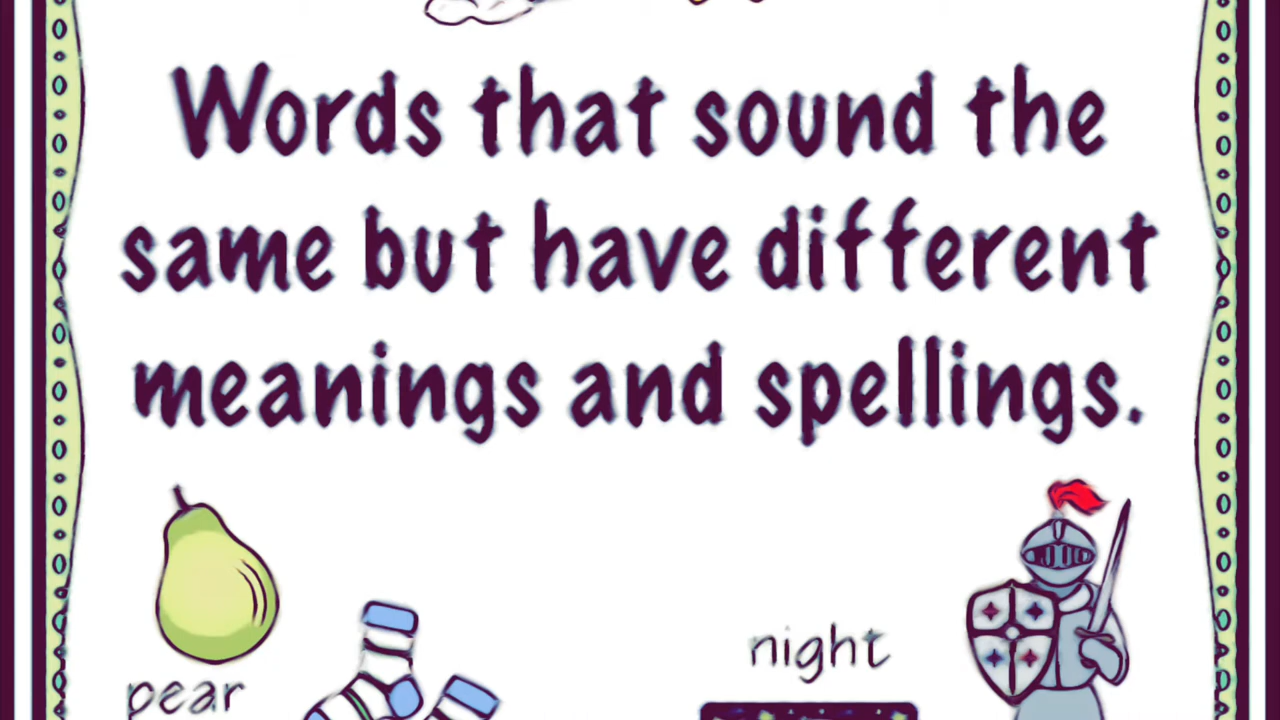 Words that sound the
same but have different
meanings and spellings.
night
pear